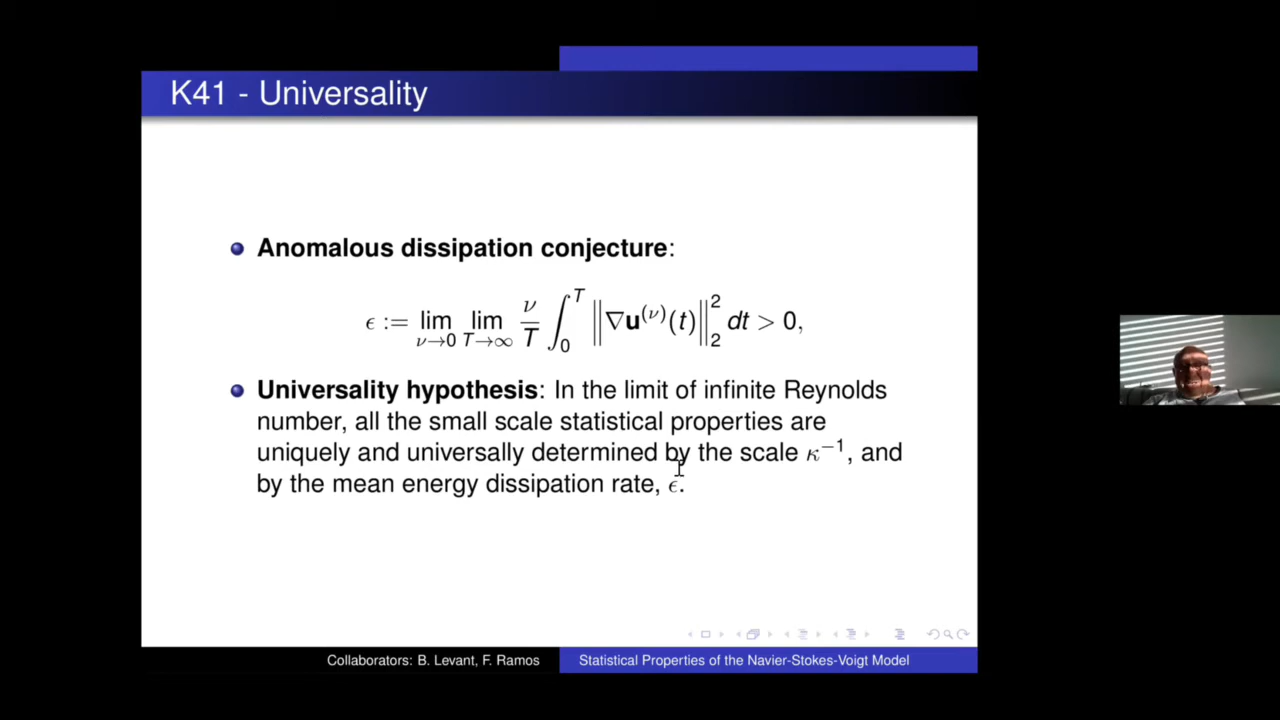 K41 - Universality
Anomalous dissipation conjecture:
ϵ := lim_{ν→0} lim_{T→∞} \frac{ν}{T} ∫_0^T ‖∇u^{(ν)}(t)‖_2^2 dt > 0,
Universality hypothesis: In the limit of infinite Reynolds
number, all the small scale statistical properties are
uniquely and universally determined by the scale κ^{−1}, and
by the mean energy dissipation rate, ϵ.
Collaborators: B. Levant, F. Ramos
Statistical Properties of the Navier-Stokes-Voigt Model